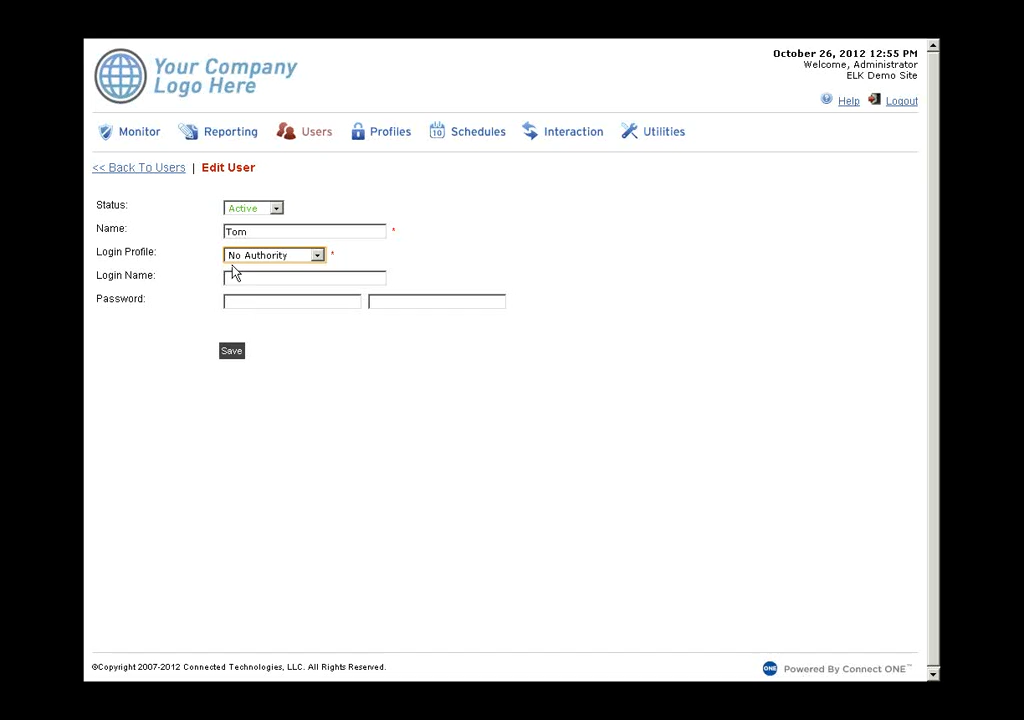 Your Company
Logo Here
October 26, 2012 12:55 PM
Welcome, Administrator
ELK Demo Site
Help Logout
Monitor Reporting Users Profiles 10 Schedules Interaction Utilities
<< Back To Users | Edit User
Status: Active
Name: Tom *
Login Profile: No Authority *
Login Name:
Password:
Save
©Copyright 2007-2012 Connected Technologies, LLC. All Rights Reserved.
ONE Powered By Connect ONE™